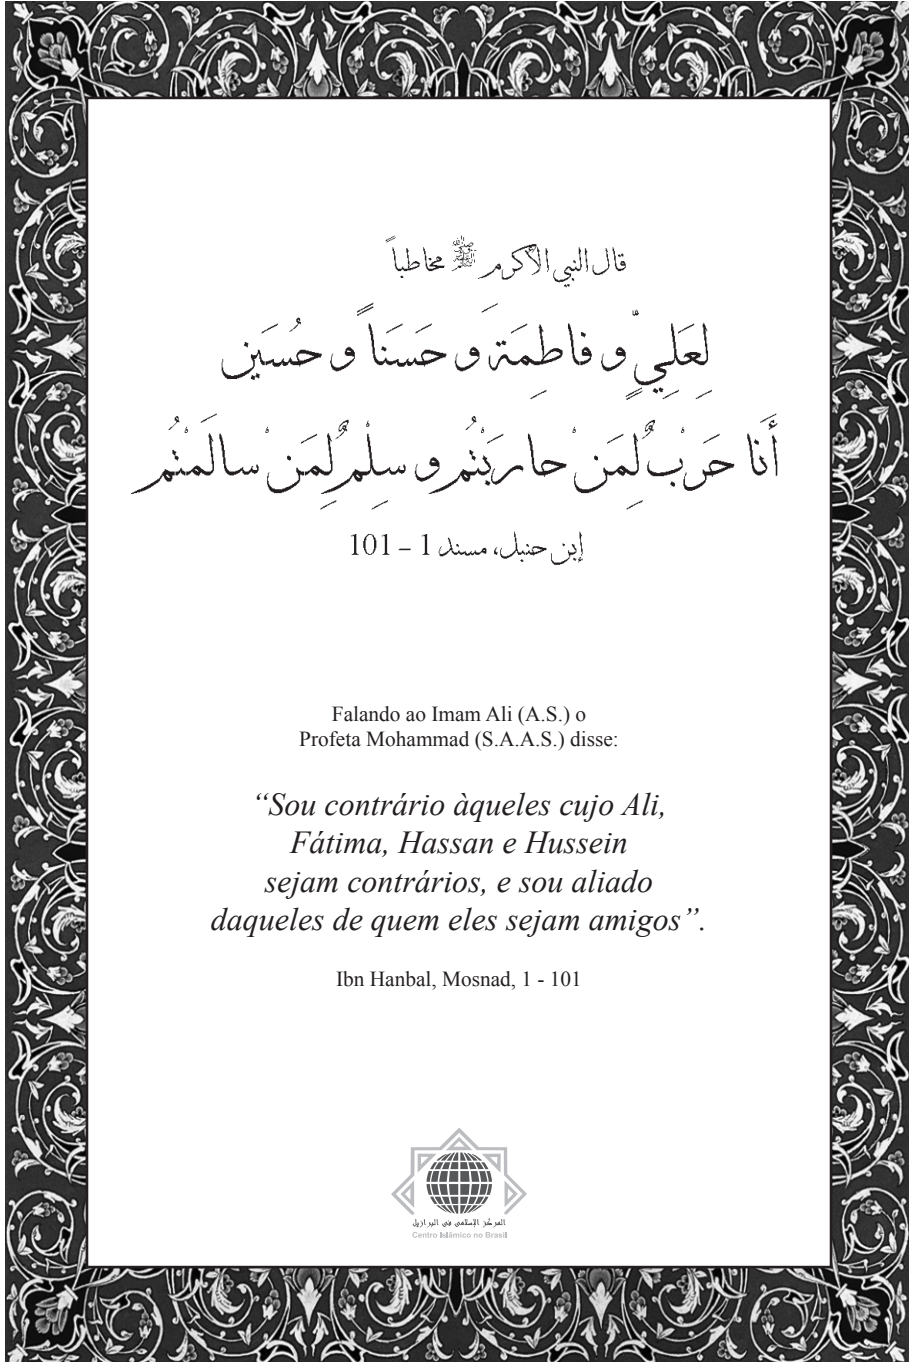 قال النبي الأكرم ﷺ مخاطباً
لِعَلِيٍّ و فاطِمَةَ و حَسَناً و حُسَين
أَنا حَرْبٌ لِمَنْ حارَبْتُم و سِلْمٌ لِمَنْ سالَمْتُم
إبن حنبل، مسند 1 – 101
Falando ao Imam Ali (A.S.) o
Profeta Mohammad (S.A.A.S.) disse:
“Sou contrário àqueles cujo Ali,
Fátima, Hassan e Hussein
sejam contrários, e sou aliado
daqueles de quem eles sejam amigos”.
Ibn Hanbal, Mosnad, 1 - 101
المركز الإسلامي في البرازيل
Centro Islâmico no Brasil